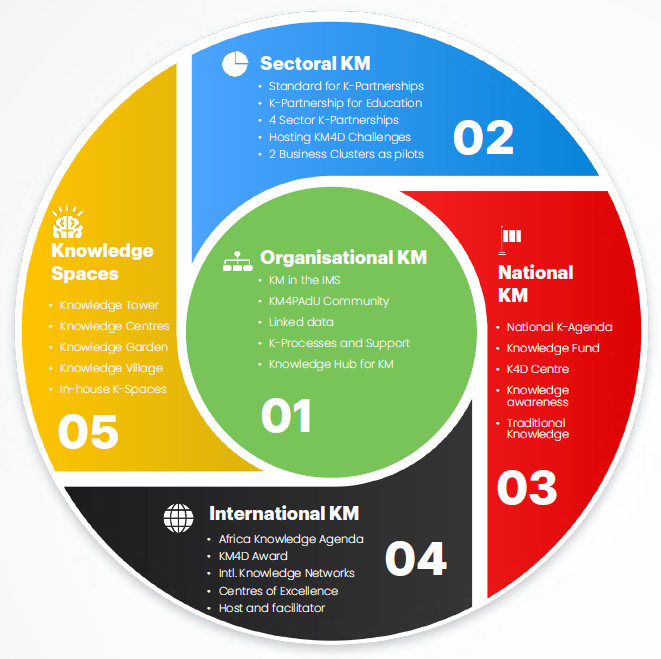 Sectoral KM
• Standard for K-Partnerships
• K-Partnership for Education
• 4 Sector K-Partnerships
• Hosting KM4D Challenges
• 2 Business Clusters as pilots
02
Organisational KM
• KM in the IMS
• KM4PAdU Community
• Linked data
• K-Processes and Support
• Knowledge Hub for KM
01
National
KM
• National K-Agenda
• Knowledge Fund
• K4D Centre
• Knowledge
awareness
• Traditional
Knowledge
03
International KM
• Africa Knowledge Agenda
• KM4D Award
• Intl. Knowledge Networks
• Centres of Excellence
• Host and facilitator
04
Knowledge
Spaces
• Knowledge Tower
• Knowledge Centres
• Knowledge Garden
• Knowledge Village
• In-house K-Spaces
05